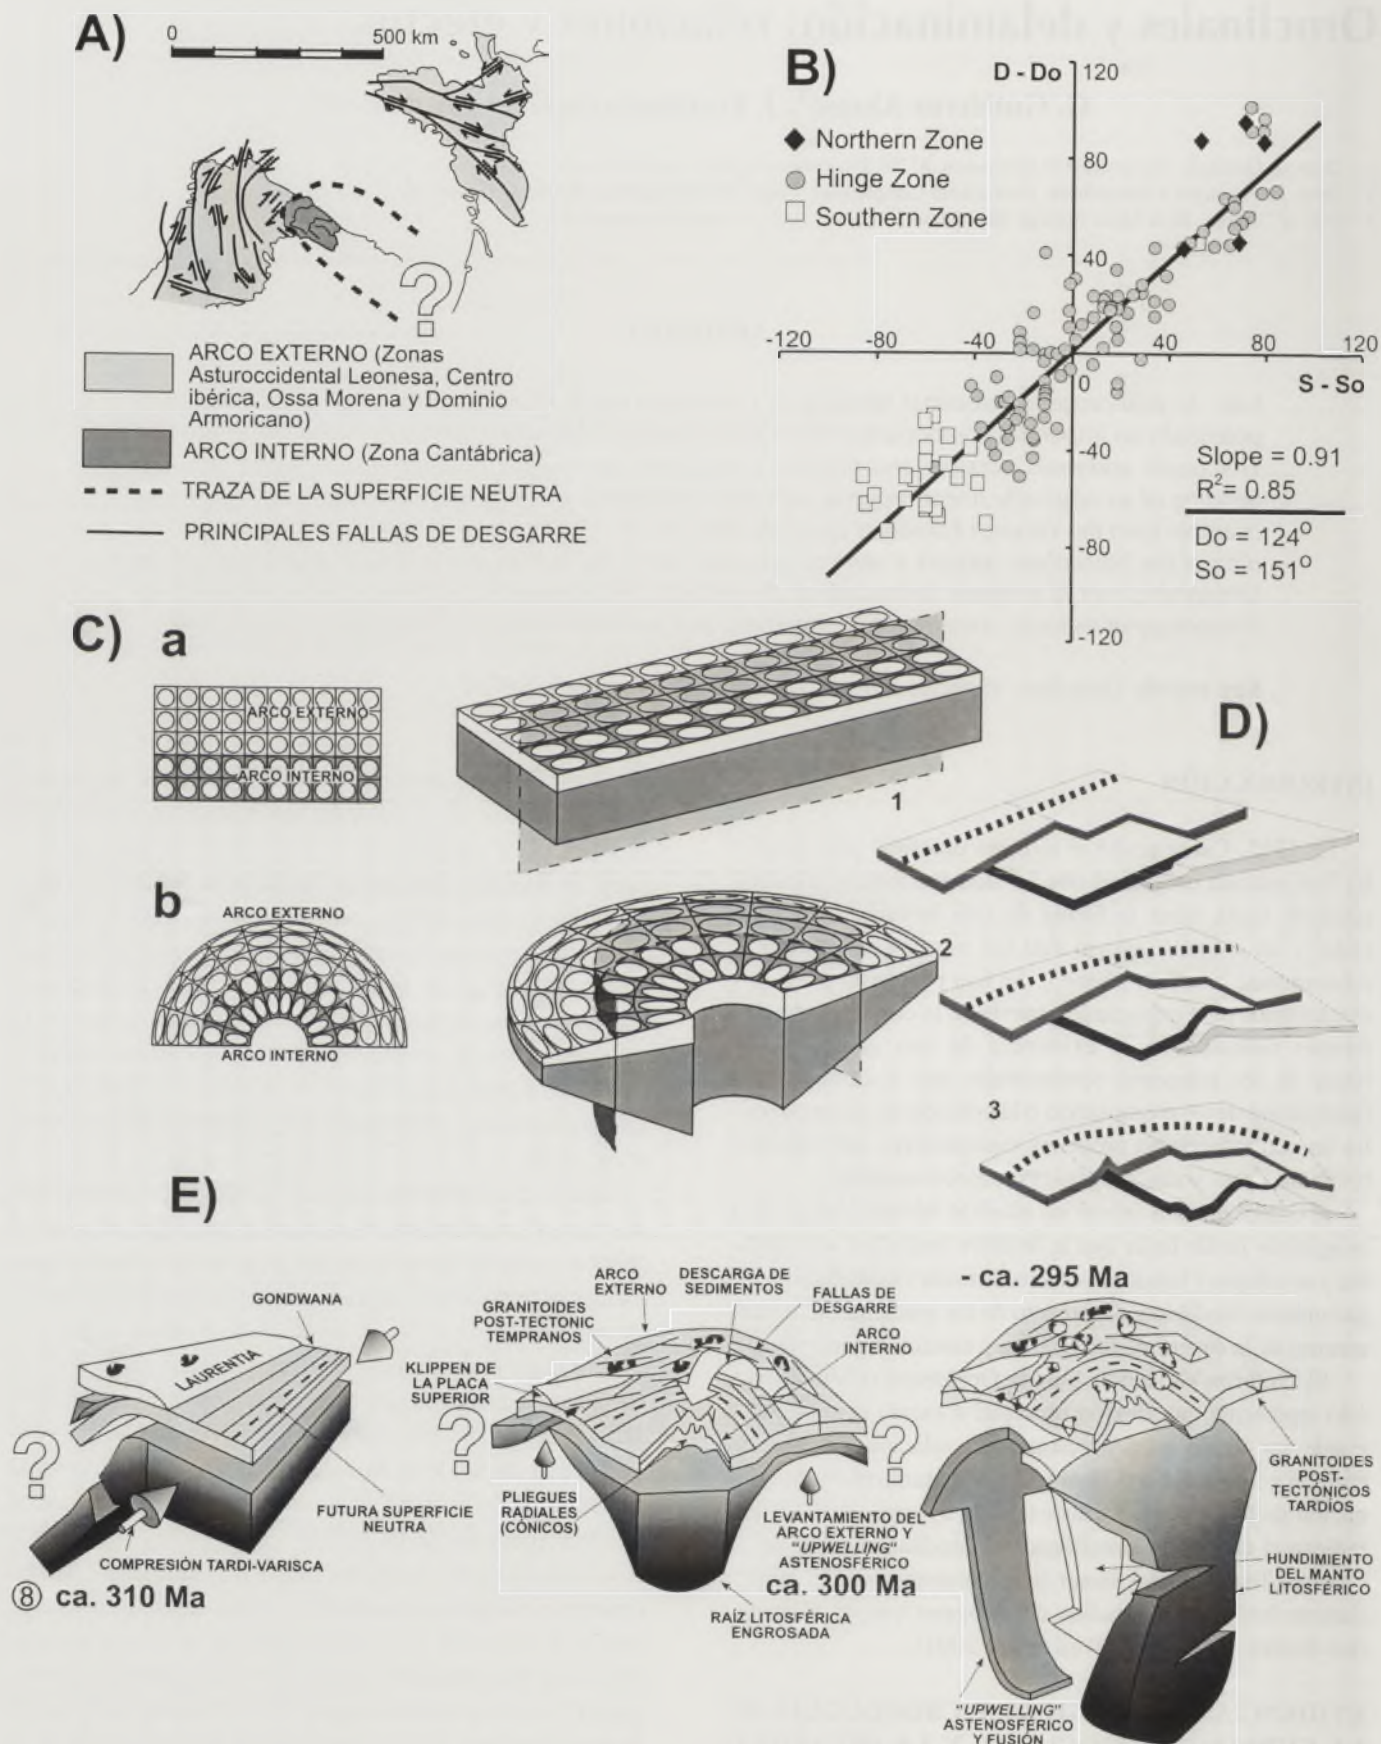 A)
0 500 km
?
ARCO EXTERNO (Zonas
Asturoccidental Leonesa, Centro
ibérica, Ossa Morena y Dominio
Armoricano)
ARCO INTERNO (Zona Cantábrica)
TRAZA DE LA SUPERFICIE NEUTRA
PRINCIPALES FALLAS DE DESGARRE
B)
D - Do
120
Northern Zone
Hinge Zone
Southern Zone
80
40
-120 -80 -40 40 80 120
0
S - So
-40
-80
-120
Slope = 0.91
R²= 0.85
Do = 124°
So = 151°
C)
a
ARCO EXTERNO
ARCO INTERNO
b
ARCO EXTERNO
ARCO INTERNO
D)
1
2
3
E)
GONDWANA
LAURENTIA
?
FUTURA SUPERFICIE
NEUTRA
COMPRESIÓN TARDI-VARISCA
⑧ ca. 310 Ma
ARCO
EXTERNO
DESCARGA DE
SEDIMENTOS
GRANITOIDES
POST-TECTONIC
TEMPRANOS
FALLAS DE
DESGARRE
ARCO
INTERNO
KLIPPEN DE
LA PLACA
SUPERIOR
?
?
PLIEGUES
RADIALES
(CÓNICOS)
LEVANTAMIENTO DEL
ARCO EXTERNO Y
"UPWELLING"
ASTENOSFÉRICO
ca. 300 Ma
RAÍZ LITOSFÉRICA
ENGROSADA
- ca. 295 Ma
GRANITOIDES
POST-
TECTÓNICOS
TARDÍOS
HUNDIMIENTO
DEL MANTO
LITOSFÉRICO
"UPWELLING"
ASTENOSFÉRICO
Y FUSIÓN